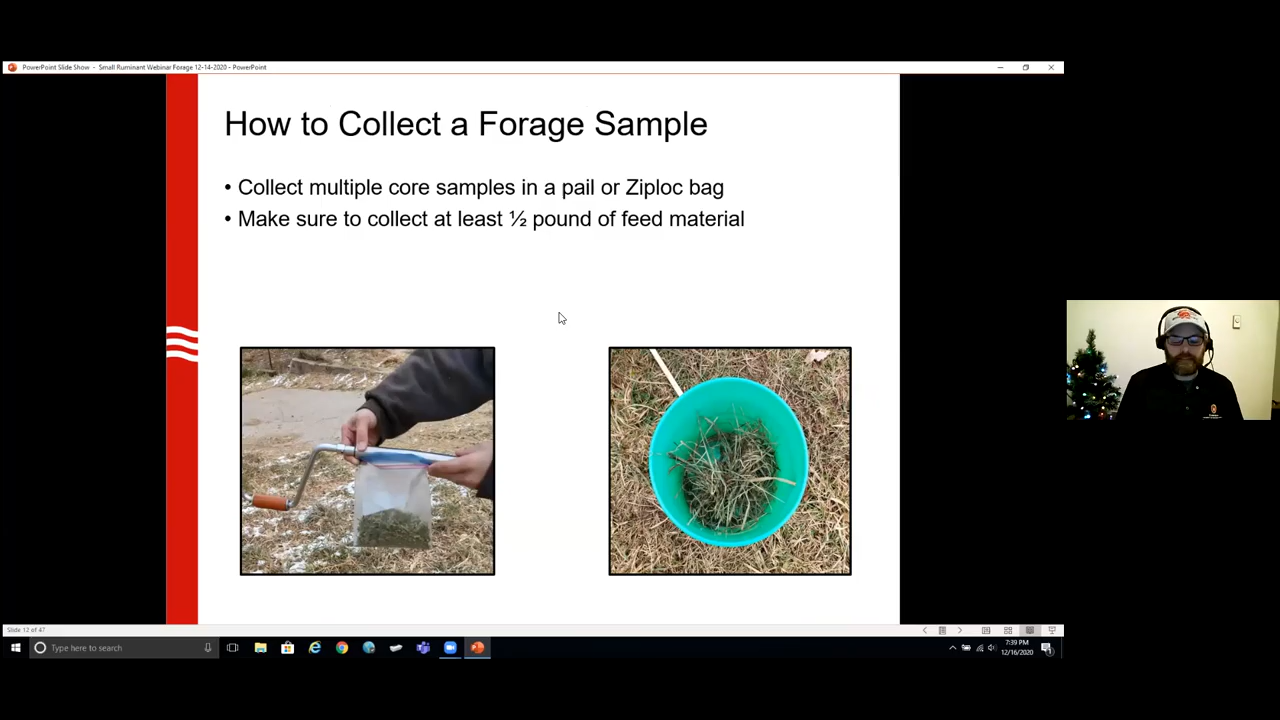 PowerPoint Slide Show - Small Ruminant Webinar Forage 12-14-2020 - PowerPoint
How to Collect a Forage Sample
• Collect multiple core samples in a pail or Ziploc bag
• Make sure to collect at least ½ pound of feed material
Slide 12 of 47
Type here to search
7:39 PM
12/16/2020